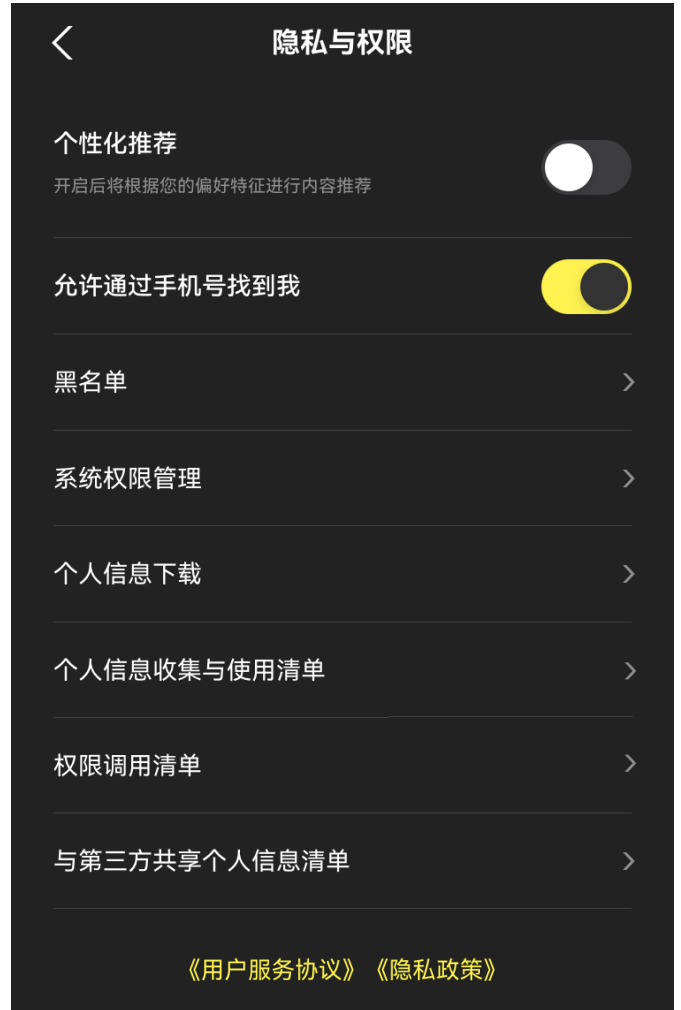 隐私与权限
个性化推荐
开启后将根据您的偏好特征进行内容推荐
允许通过手机号找到我
黑名单
系统权限管理
个人信息下载
个人信息收集与使用清单
权限调用清单
与第三方共享个人信息清单
《用户服务协议》《隐私政策》